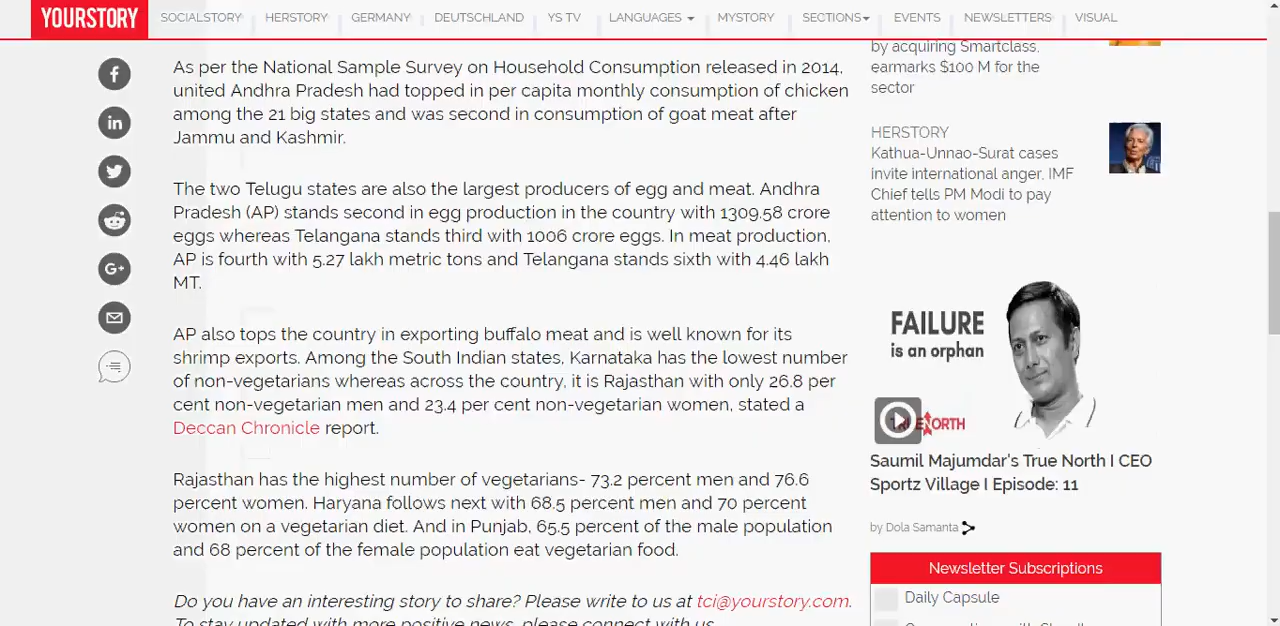 YOURSTORY
SOCIALSTORY HERSTORY GERMANY DEUTSCHLAND YS TV LANGUAGES MYSTORY SECTIONS EVENTS NEWSLETTERS VISUAL
As per the National Sample Survey on Household Consumption released in 2014,
united Andhra Pradesh had topped in per capita monthly consumption of chicken
among the 21 big states and was second in consumption of goat meat after
Jammu and Kashmir.
The two Telugu states are also the largest producers of egg and meat. Andhra
Pradesh (AP) stands second in egg production in the country with 1309.58 crore
eggs whereas Telangana stands third with 1006 crore eggs. In meat production,
AP is fourth with 5.27 lakh metric tons and Telangana stands sixth with 4.46 lakh
MT.
AP also tops the country in exporting buffalo meat and is well known for its
shrimp exports. Among the South Indian states, Karnataka has the lowest number
of non-vegetarians whereas across the country, it is Rajasthan with only 26.8 per
cent non-vegetarian men and 23.4 per cent non-vegetarian women, stated a
Deccan Chronicle report.
Rajasthan has the highest number of vegetarians- 73.2 percent men and 76.6
percent women. Haryana follows next with 68.5 percent men and 70 percent
women on a vegetarian diet. And in Punjab, 65.5 percent of the male population
and 68 percent of the female population eat vegetarian food.
Do you have an interesting story to share? Please write to us at tci@yourstory.com.
To stay updated with more positive news, please connect with us
by acquiring Smartclass,
earmarks $100 M for the
sector
HERSTORY
Kathua-Unnao-Surat cases
invite international anger, IMF
Chief tells PM Modi to pay
attention to women
FAILURE
is an orphan
TRUE NORTH
Saumil Majumdar's True North I CEO
Sportz Village I Episode: 11
by Dola Samanta
Newsletter Subscriptions
Daily Capsule